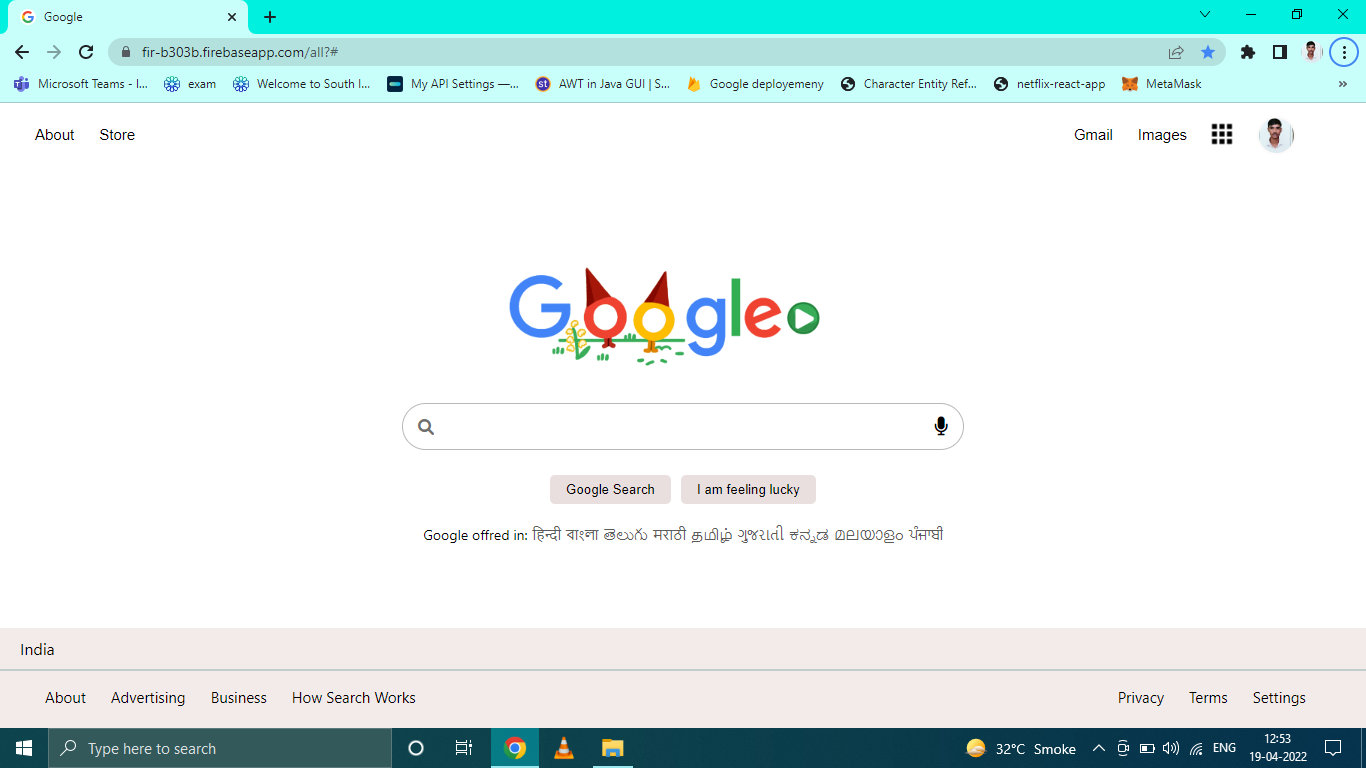 Google
fir-b303b.firebaseapp.com/all?#
Microsoft Teams - I... exam Welcome to South I... My API Settings —... st AWT in Java GUI | S... Google deployemeny Character Entity Ref... netflix-react-app MetaMask »
About Store Gmail Images
Google
Google Search I am feeling lucky
Google offred in: हिन्दी বাংলা తెలుగు मराठी தமிழ் ગુજરાતી ಕನ್ನಡ മലയാളം ਪੰਜਾਬੀ
India
About Advertising Business How Search Works Privacy Terms Settings
Type here to search 32°C Smoke ENG 12:53
19-04-2022